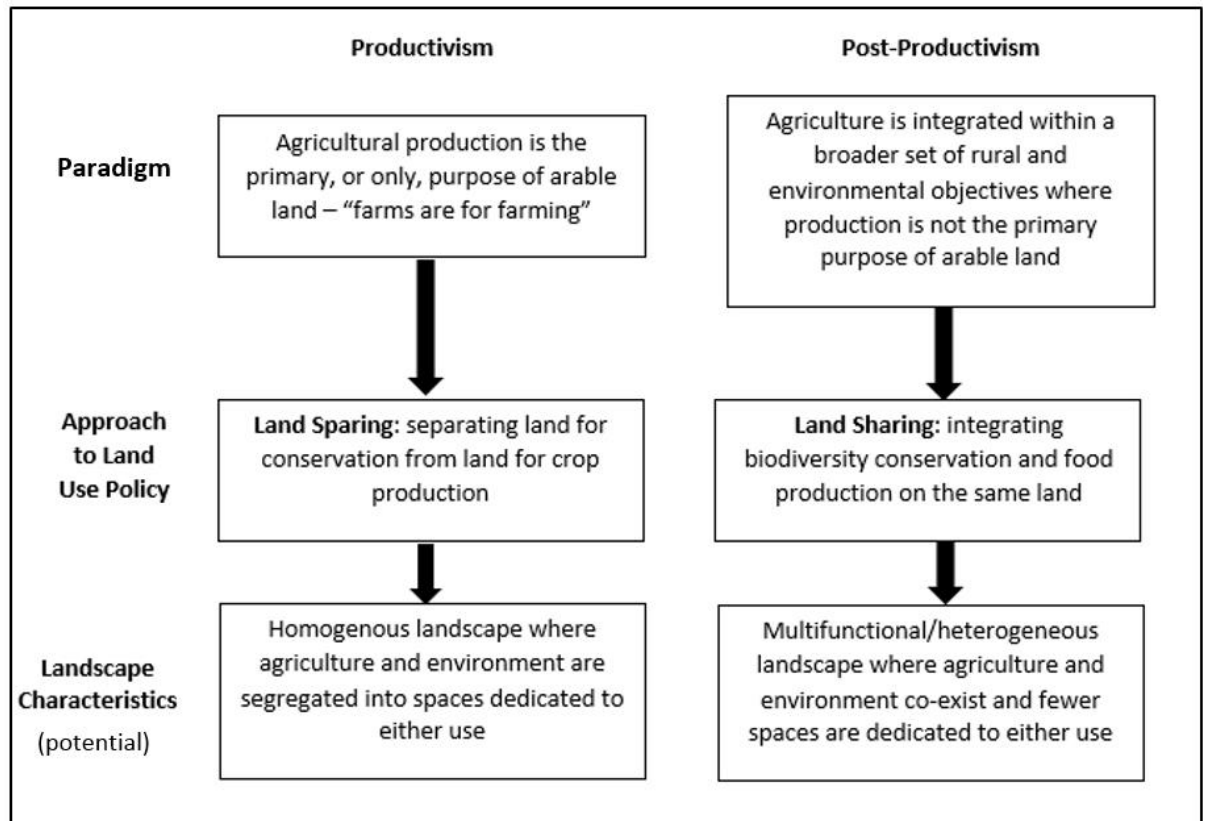 Productivism
Post-Productivism
Paradigm
Agricultural production is the
primary, or only, purpose of arable
land – “farms are for farming”
Agriculture is integrated within a
broader set of rural and
environmental objectives where
production is not the primary
purpose of arable land
Approach
to Land
Use Policy
Land Sparing: separating land for
conservation from land for crop
production
Land Sharing: integrating
biodiversity conservation and food
production on the same land
Landscape
Characteristics
(potential)
Homogenous landscape where
agriculture and environment are
segregated into spaces dedicated to
either use
Multifunctional/heterogeneous
landscape where agriculture and
environment co-exist and fewer
spaces are dedicated to either use